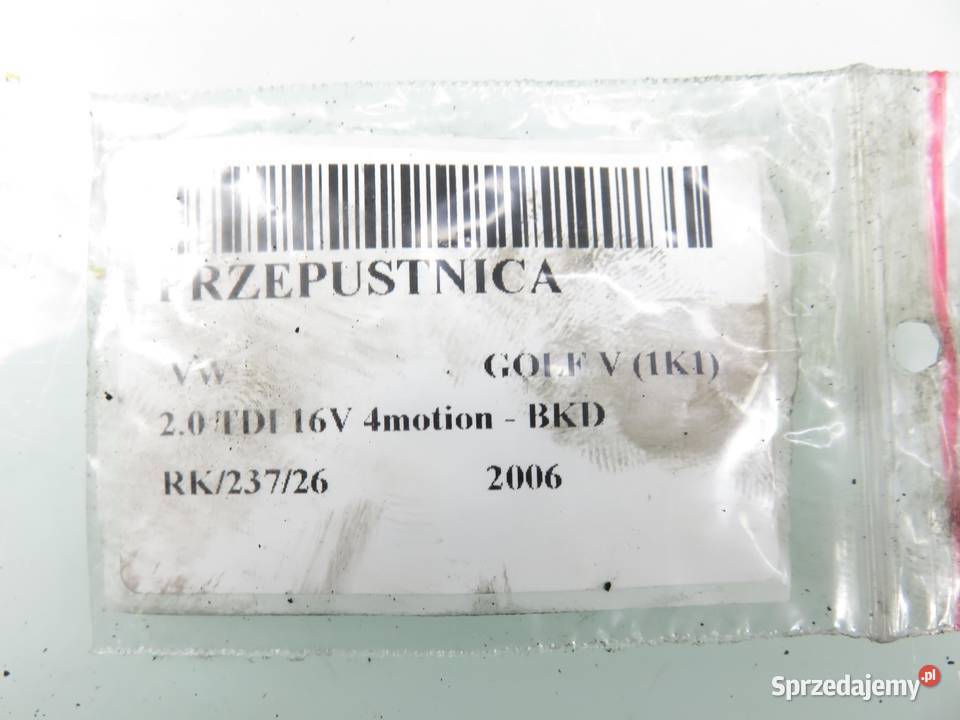 PRZEPUSTNICA
VW GOLF V (1K1)
2.0 TDI 16V 4motion - BKD
RK/237/26 2006
Sprzedajemy.pl